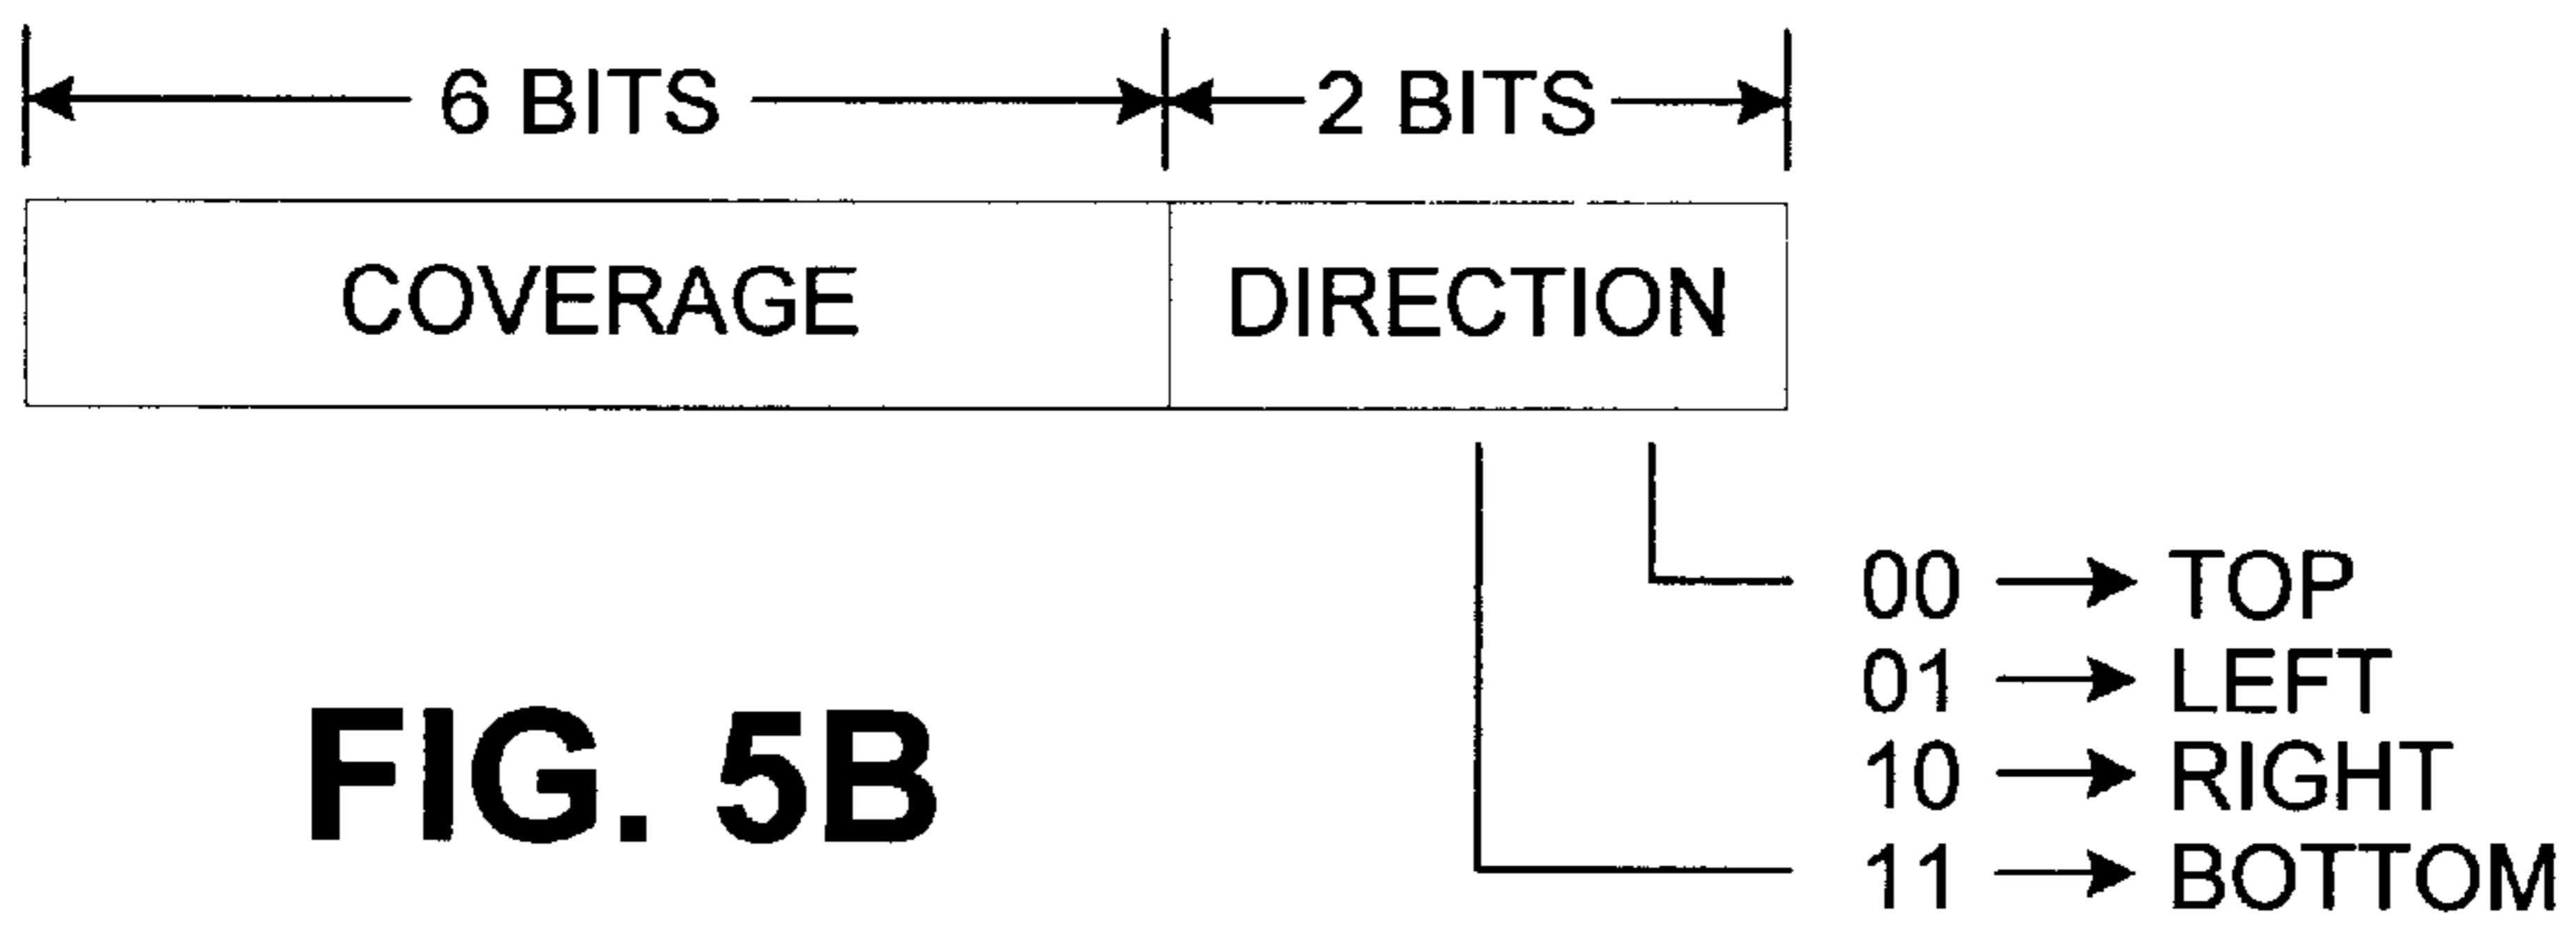 6 BITS 2 BITS
COVERAGE DIRECTION
00 TOP
01 LEFT
10 RIGHT
11 BOTTOM
FIG. 5B